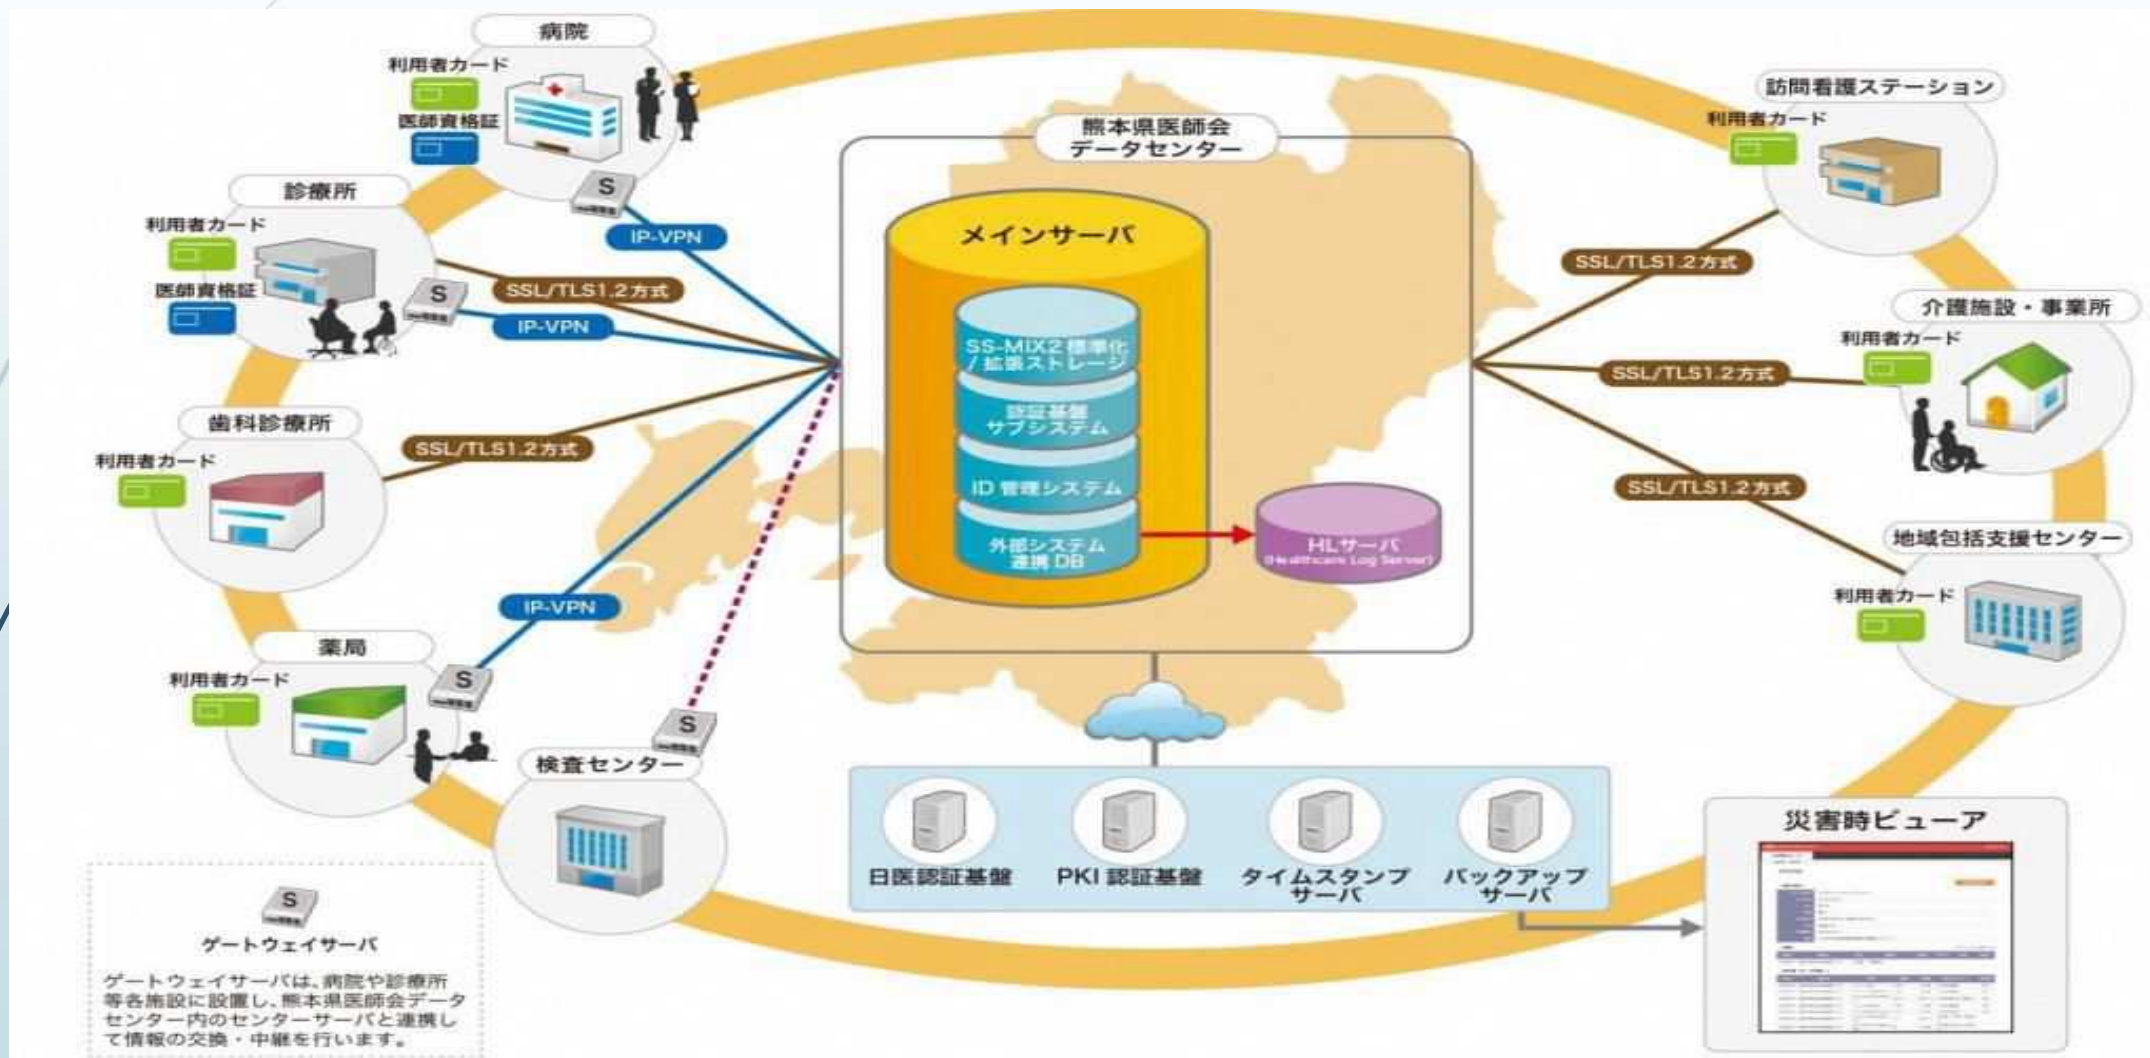 病院
利用者カード
医師資格証
S
IP-VPN
診療所
利用者カード
医師資格証
S
SSL/TLS1.2方式
IP-VPN
歯科診療所
利用者カード
SSL/TLS1.2方式
薬局
利用者カード
S
IP-VPN
検査センター
S
熊本県医師会
データセンター
メインサーバ
SS-MIX2 標準化
/ 拡張ストレージ
認証基盤
サブシステム
ID 管理システム
外部システム
連携 DB
HLサーバ
(Healthcare Log Server)
訪問看護ステーション
利用者カード
SSL/TLS1.2方式
介護施設・事業所
利用者カード
SSL/TLS1.2方式
地域包括支援センター
利用者カード
SSL/TLS1.2方式
日医認証基盤
PKI 認証基盤
タイムスタンプ
サーバ
バックアップ
サーバ
災害時ビューア
S
ゲートウェイサーバ
ゲートウェイサーバは、病院や診療所
等各施設に設置し、熊本県医師会データ
センター内のセンターサーバと連携し
て情報の交換・中継を行います。